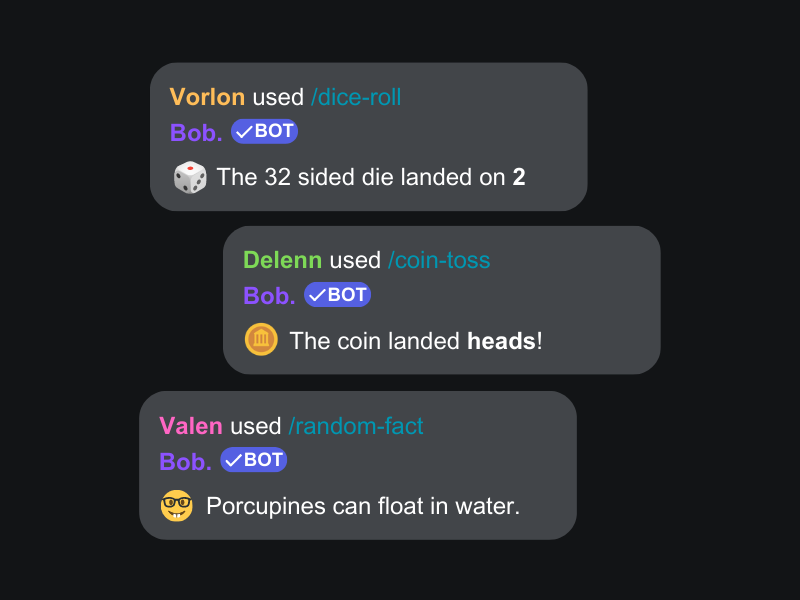 Vorlon used /dice-roll
Bob. ✓BOT
The 32 sided die landed on 2
Delenn used /coin-toss
Bob. ✓BOT
The coin landed heads!
Valen used /random-fact
Bob. ✓BOT
Porcupines can float in water.